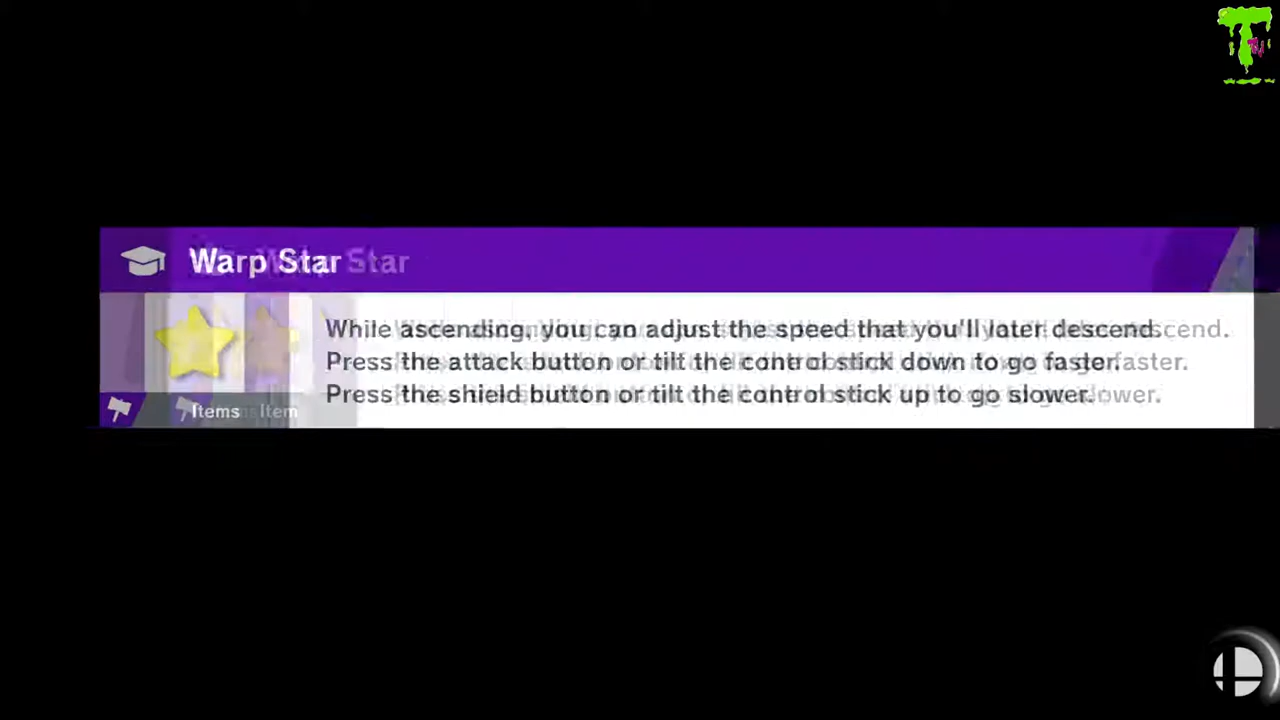 Warp Star
While ascending, you can adjust the speed that you'll later descend.
Press the attack button or tilt the control stick down to go faster.
Press the shield button or tilt the control stick up to go slower.
Items